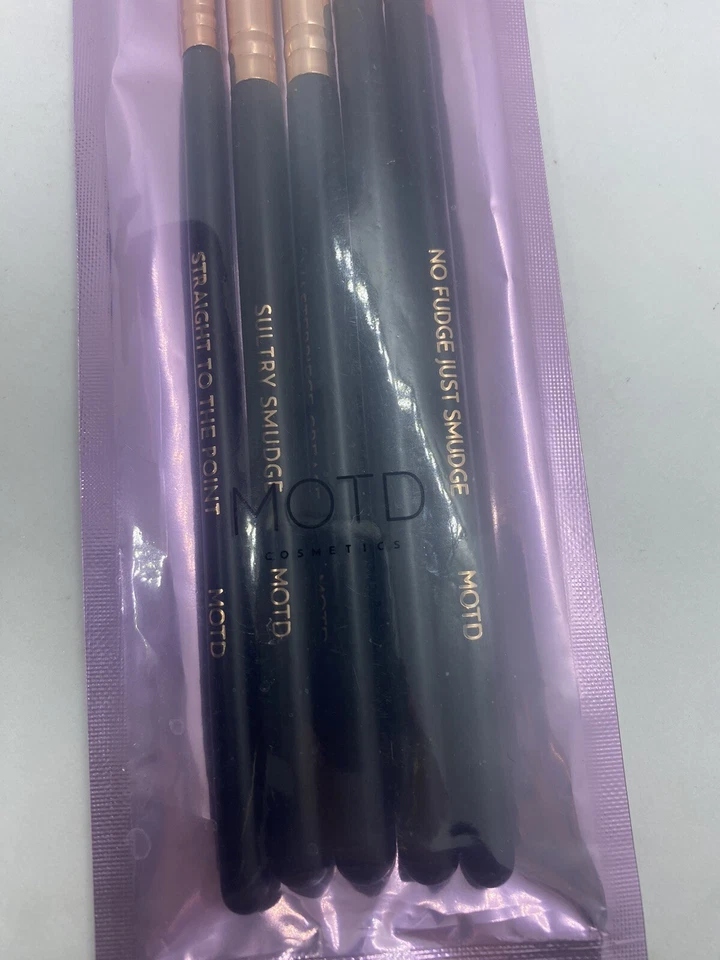 STRAIGHT TO THE POINT MOTD
SULTRY SMUDGE MOTD
NO FUDGE JUST SMUDGE MOTD
MOTD
COSMETICS